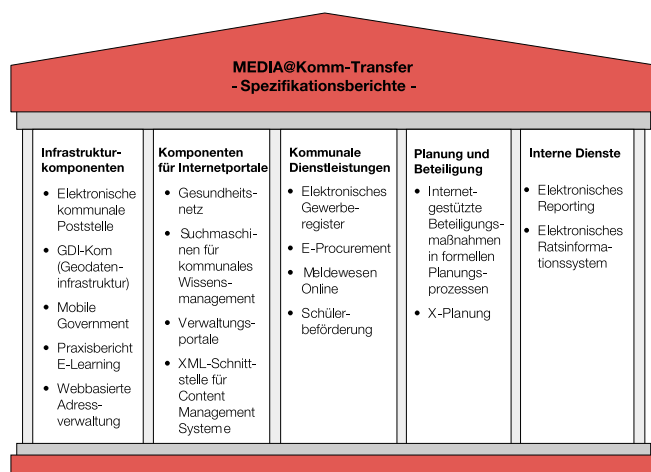 MEDIA@Komm-Transfer
- Spezifikationsberichte -
Infrastruktur-
komponenten
• Elektronische
kommunale
Poststelle
• GDI-Kom
(Geodaten-
infrastruktur)
• Mobile
Government
• Praxisbericht
E-Learning
• Webbasierte
Adress-
verwaltung
Komponenten
für Internetportale
• Gesundheits-
netz
• Suchmaschi-
nen für
kommunales
Wissens-
management
• Verwaltungs-
portale
• XML-Schnitt-
stelle für
Content
Management
Systeme
Kommunale
Dienstleistungen
• Elektronisches
Gewerbe-
register
• E-Procurement
• Meldewesen
Online
• Schüler-
beförderung
Planung und
Beteiligung
• Internet-
gestützte
Beteiligungs-
maßnahmen
in formellen
Planungs-
prozessen
• X-Planung
Interne Dienste
• Elektronisches
Reporting
• Elektronisches
Ratsinforma-
tionssystem